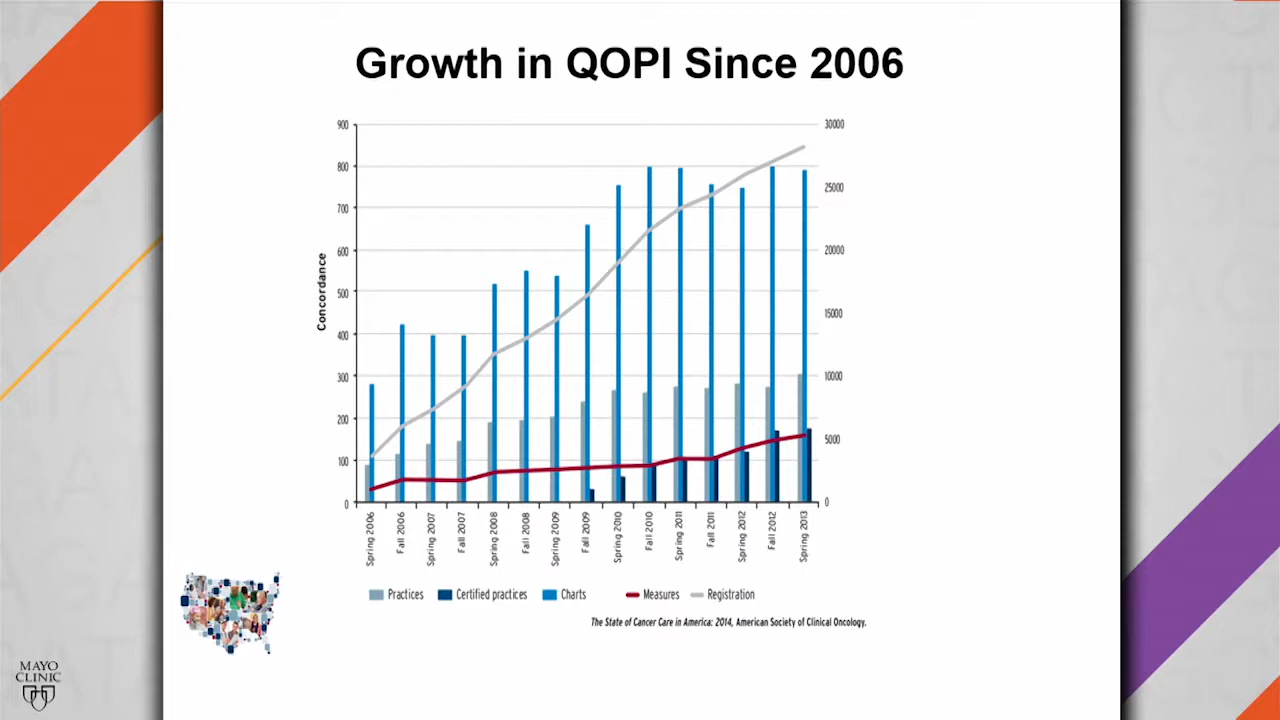 Growth in QOPI Since 2006
900
800
700
600
500
400
300
200
100
0
Concordance
30000
25000
20000
15000
10000
5000
0
Spring 2006
Fall 2006
Spring 2007
Fall 2007
Spring 2008
Fall 2008
Spring 2009
Fall 2009
Spring 2010
Fall 2010
Spring 2011
Fall 2011
Spring 2012
Fall 2012
Spring 2013
Practices Certified practices Charts Measures Registration
The State of Cancer Care in America: 2014, American Society of Clinical Oncology.
MAYO
CLINIC